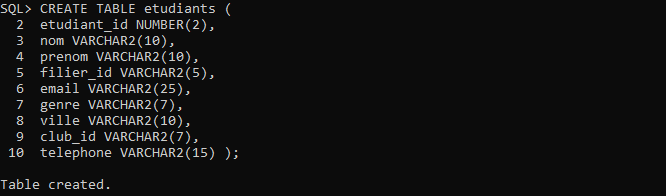 SQL> CREATE TABLE etudiants (
2 etudiant_id NUMBER(2),
3 nom VARCHAR2(10),
4 prenom VARCHAR2(10),
5 filier_id VARCHAR2(5),
6 email VARCHAR2(25),
7 genre VARCHAR2(7),
8 ville VARCHAR2(10),
9 club_id VARCHAR2(7),
10 telephone VARCHAR2(15) );
Table created.